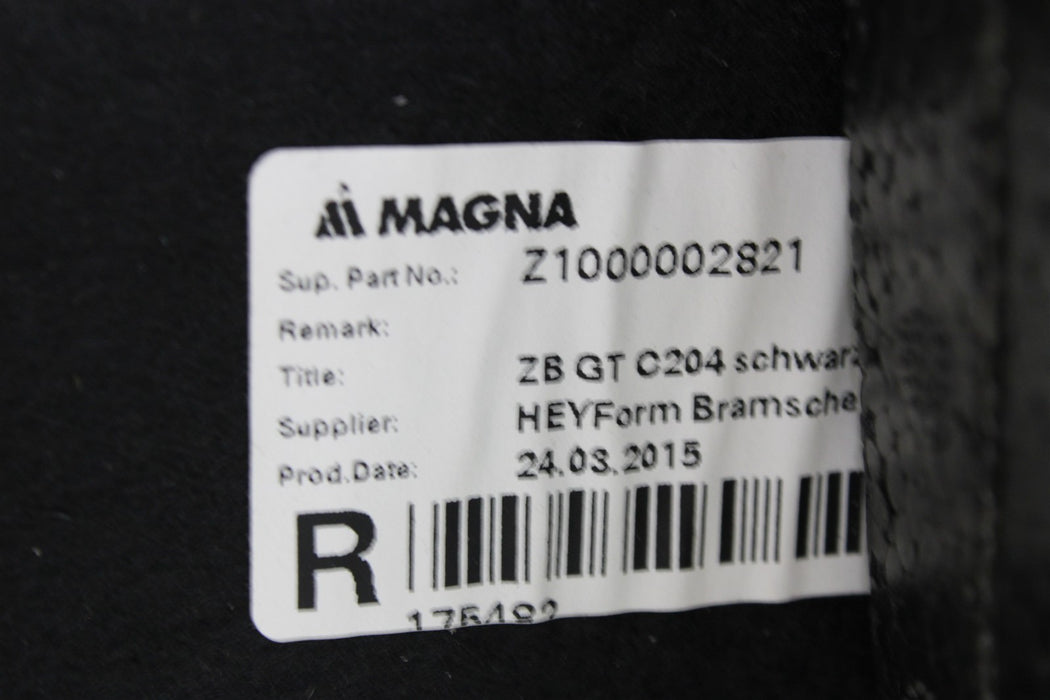 MAGNA
Sup. Part No.: Z1000002821
Remark:
Title: ZB GT C204 schwarz
Supplier: HEYForm Bramsche
Prod.Date: 24.03.2015
R
175492